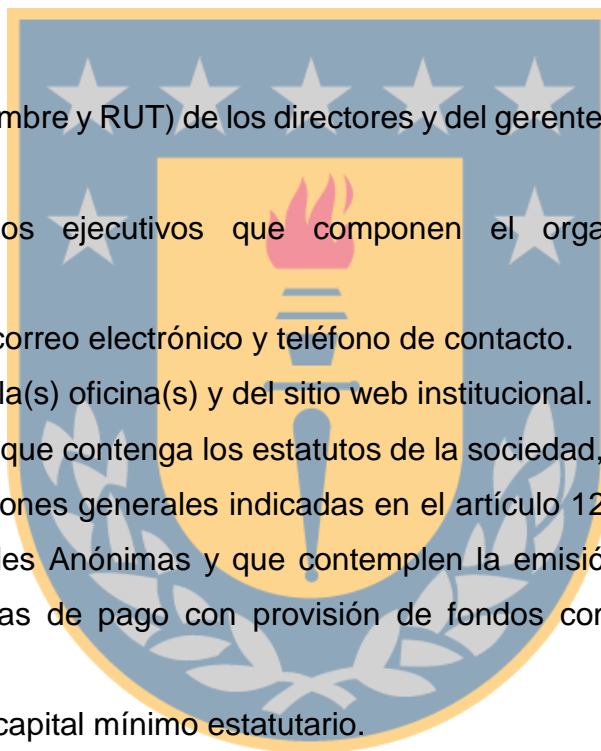 mbre y RUT) de los directores y del gerente
os ejecutivos que componen el orga
correo electrónico y teléfono de contacto.
la(s) oficina(s) y del sitio web institucional.
que contenga los estatutos de la sociedad,
ones generales indicadas en el artículo 12
les Anónimas y que contemplen la emisió
as de pago con provisión de fondos cor
capital mínimo estatutario.